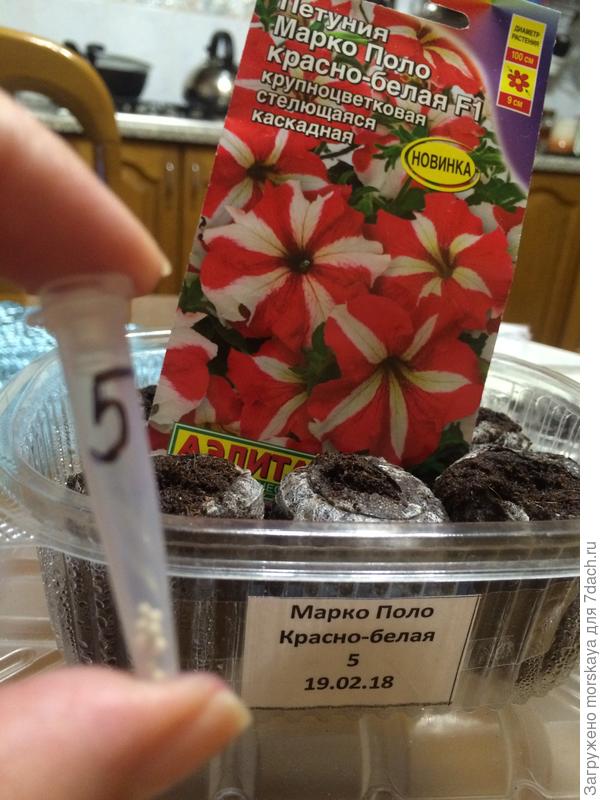 Петуния
Марко Поло
красно-белая F1
крупноцветковая
стелющаяся
каскадная
НОВИНКА
ДИАМЕТР
РАСТЕНИЯ
100 см
9 см
5
АЭЛИТА
Марко Поло
Красно-белая
5
19.02.18
Загружено morskaya для 7dach.ru